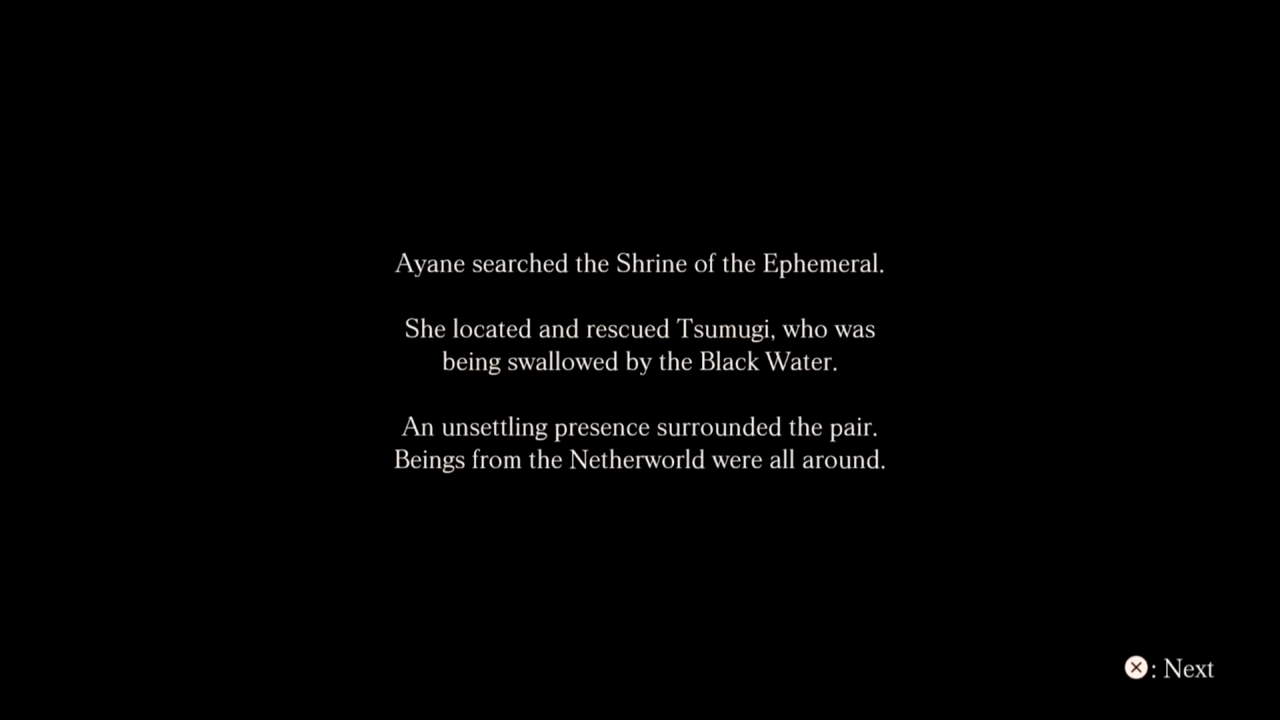 Ayane searched the Shrine of the Ephemeral.
She located and rescued Tsumugi, who was
being swallowed by the Black Water.
An unsettling presence surrounded the pair.
Beings from the Netherworld were all around.
ⓧ: Next